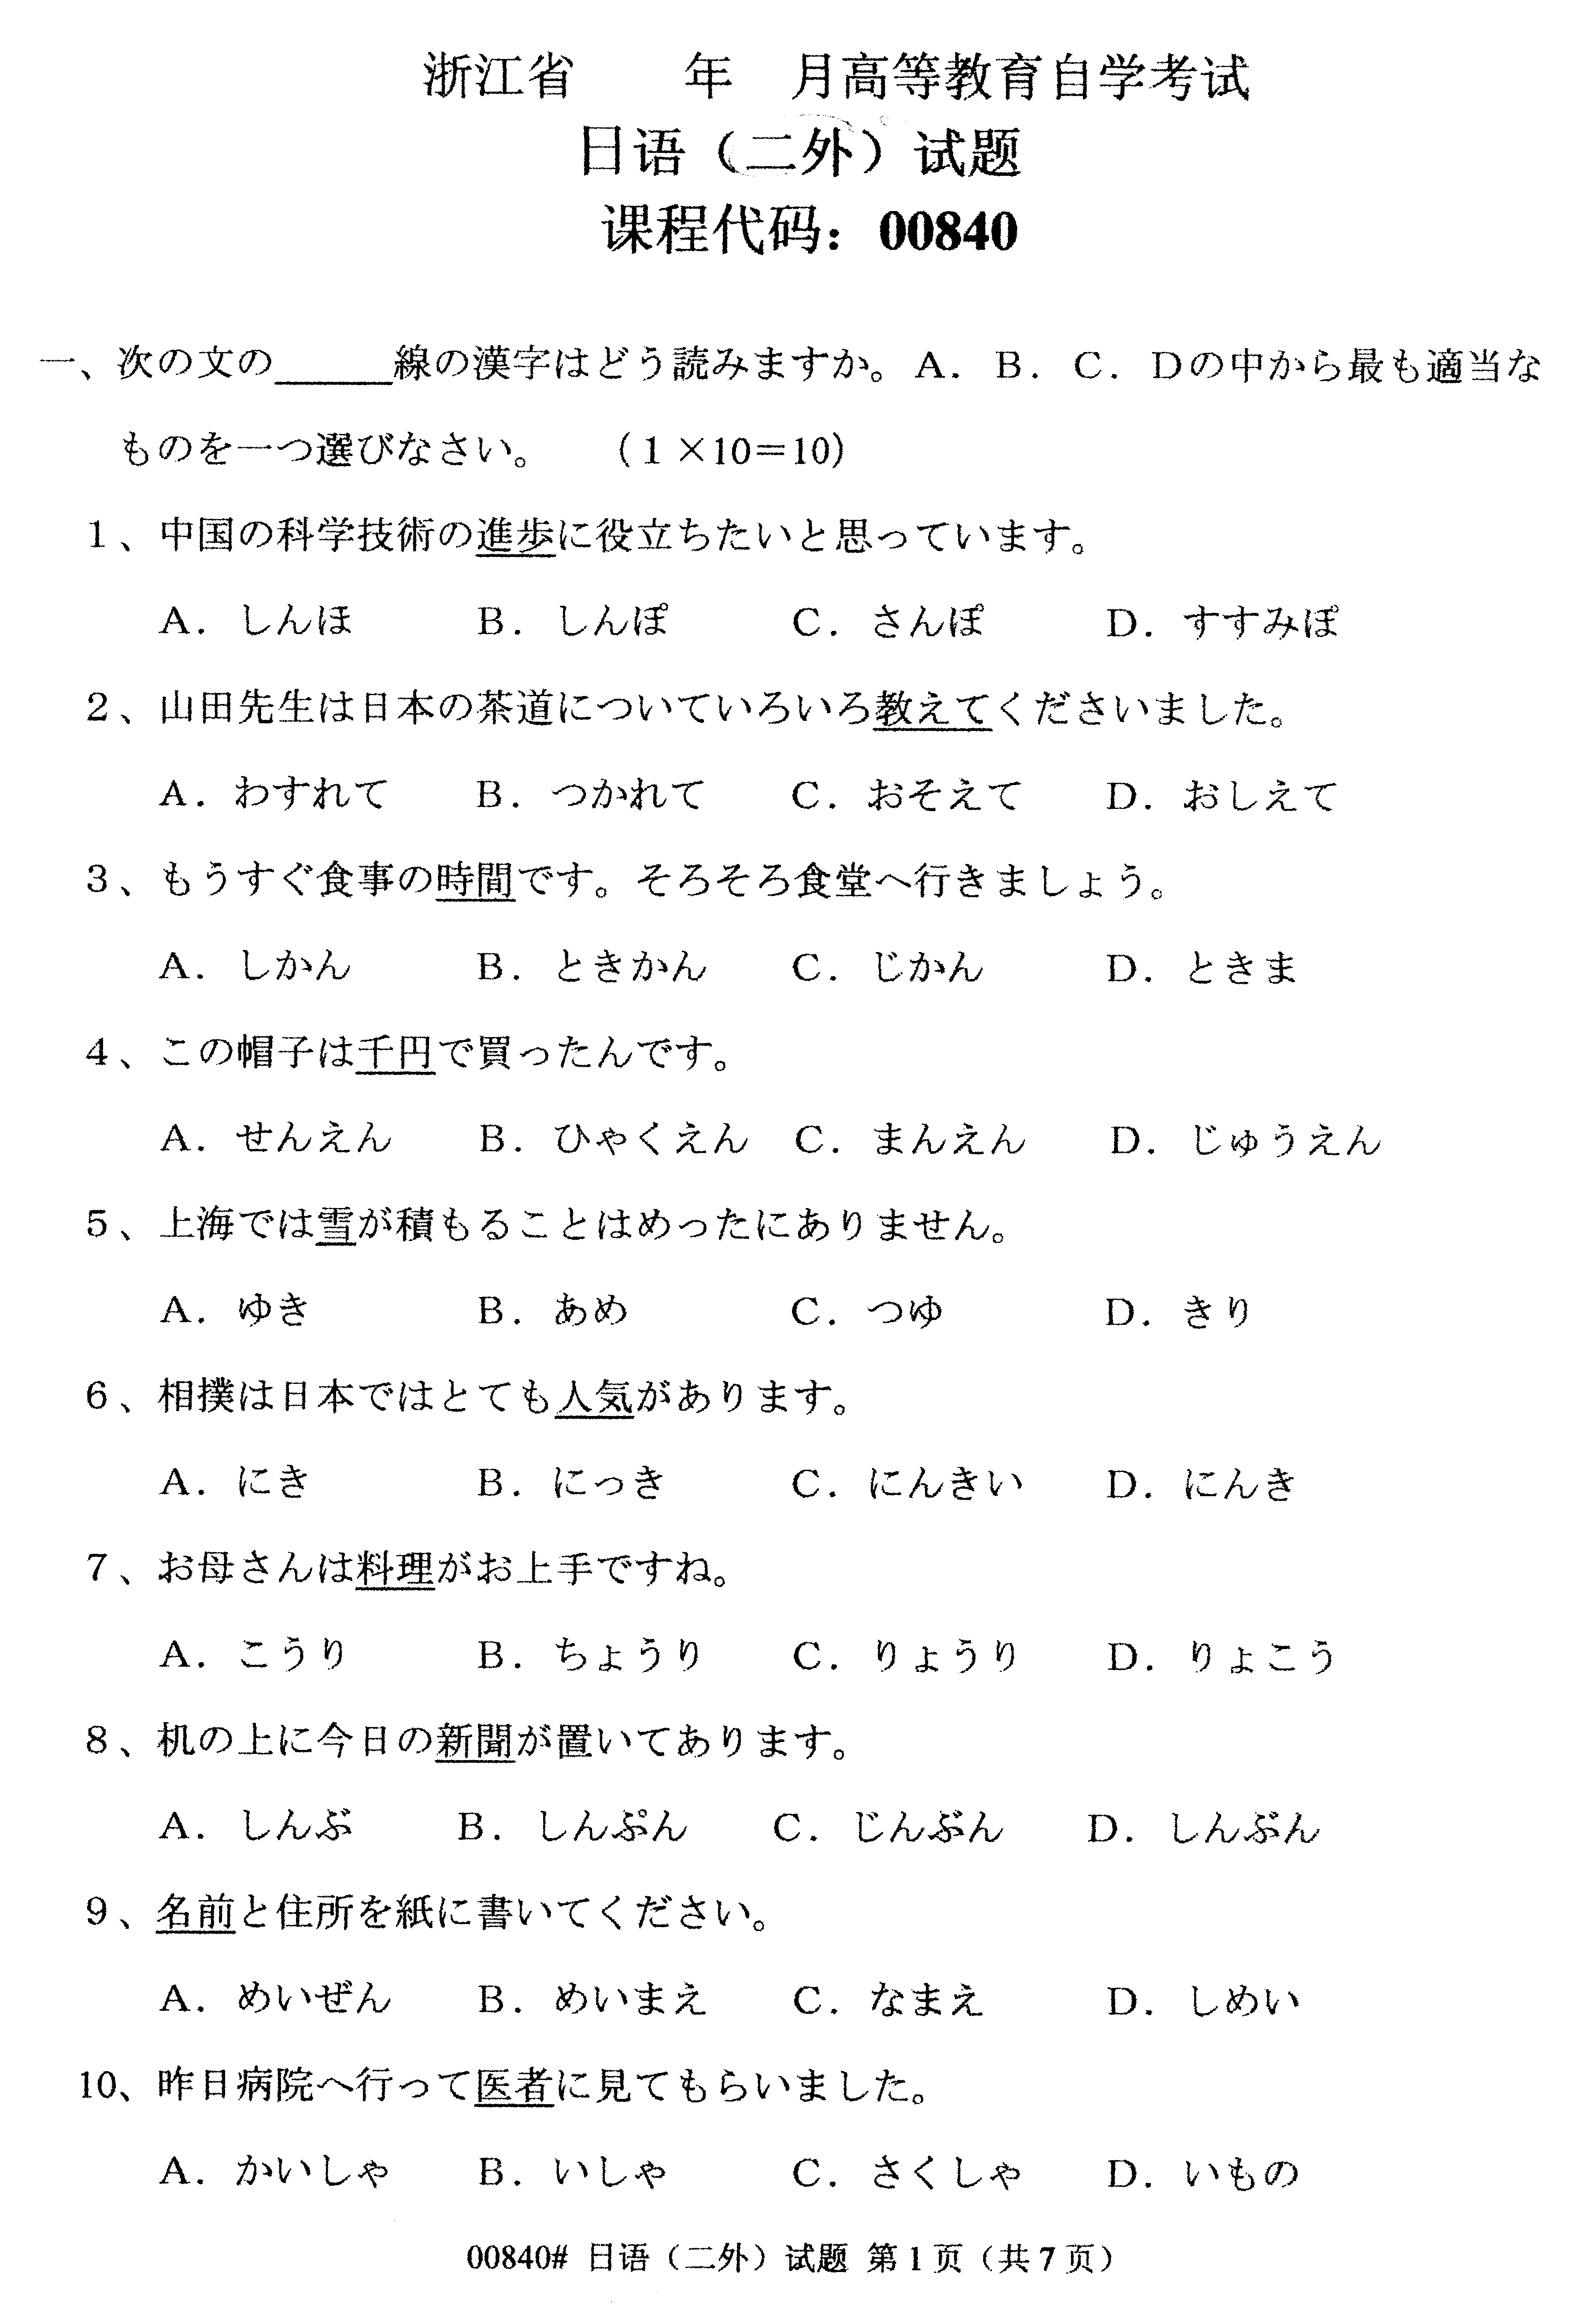 浙江省 年 月高等教育自学考试
日语（二外）试题
课程代码：00840
一、次の文の______線の漢字はどう読みますか。A．B．C．Dの中から最も適当な
ものを一つ選びなさい。 （1×10＝10）
1、中国の科学技術の進歩に役立ちたいと思っています。
A．しんほ B．しんぽ C．さんぽ D．すすみぽ
2、山田先生は日本の茶道についていろいろ教えてくださいました。
A．わすれて B．つかれて C．おそえて D．おしえて
3、もうすぐ食事の時間です。そろそろ食堂へ行きましょう。
A．しかん B．ときかん C．じかん D．ときま
4、この帽子は千円で買ったんです。
A．せんえん B．ひゃくえん C．まんえん D．じゅうえん
5、上海では雪が積もることはめったにありません。
A．ゆき B．あめ C．つゆ D．きり
6、相撲は日本ではとても人気があります。
A．にき B．にっき C．にんきい D．にんき
7、お母さんは料理がお上手ですね。
A．こうり B．ちょうり C．りょうり D．りょこう
8、机の上に今日の新聞が置いてあります。
A．しんぶ B．しんぷん C．じんぶん D．しんぶん
9、名前と住所を紙に書いてください。
A．めいぜん B．めいまえ C．なまえ D．しめい
10、昨日病院へ行って医者に見てもらいました。
A．かいしゃ B．いしゃ C．さくしゃ D．いもの
00840# 日语（二外）试题 第 1 页（共 7 页）